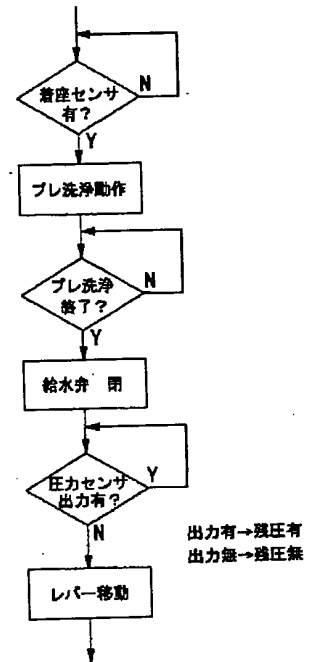 着座センサ
有?
N
Y
プレ洗浄動作
プレ洗浄
終了?
N
Y
給水弁 閉
圧力センサ
出力有?
Y
N
出力有→残圧有
出力無→残圧無
レバー移動